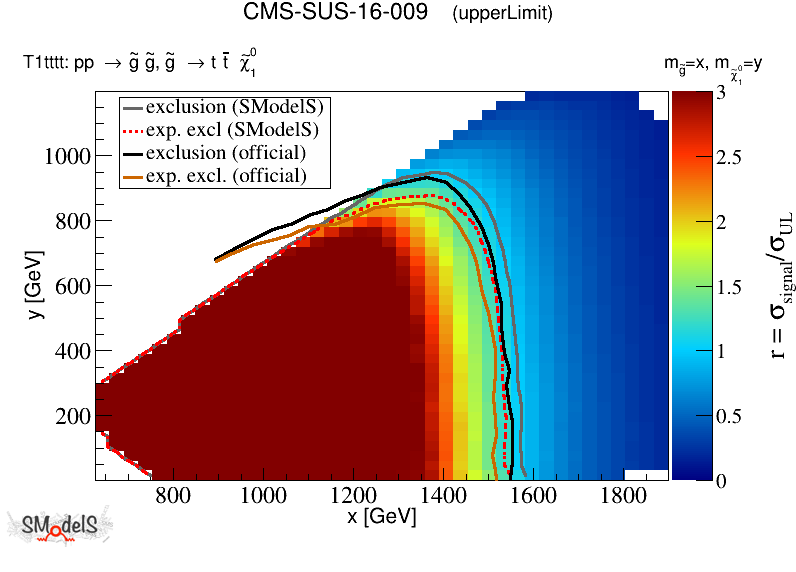 CMS-SUS-16-009 (upperLimit)
T1tttt: pp → g̃ g̃, g̃ → t t̄ χ̃₁⁰
m_g̃=x, m_χ̃₁⁰=y
exclusion (SModelS)
exp. excl (SModelS)
exclusion (official)
exp. excl. (official)
1000
800
600
400
200
y [GeV]
800 1000 1200 1400 1600 1800
x [GeV]
3
2.5
2
1.5
1
0.5
0
r = σ_signal/σ_UL
SModelS